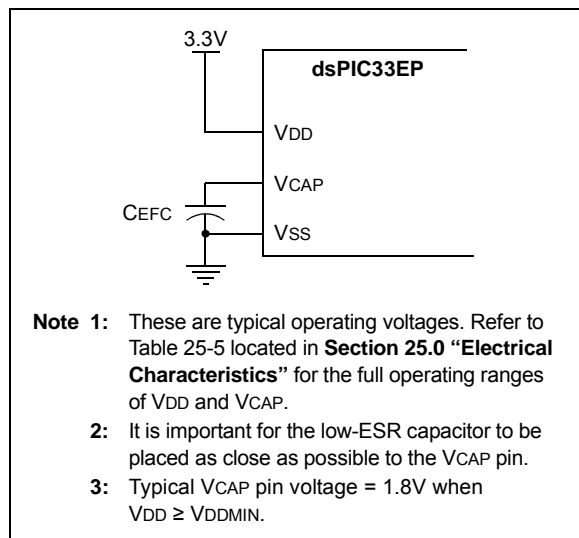 3.3V
dsPIC33EP
VDD
VCAP
CEFC
VSS
Note 1: These are typical operating voltages. Refer to
Table 25-5 located in Section 25.0 “Electrical
Characteristics” for the full operating ranges
of VDD and VCAP.
2: It is important for the low-ESR capacitor to be
placed as close as possible to the VCAP pin.
3: Typical VCAP pin voltage = 1.8V when
VDD ≥ VDDMIN.